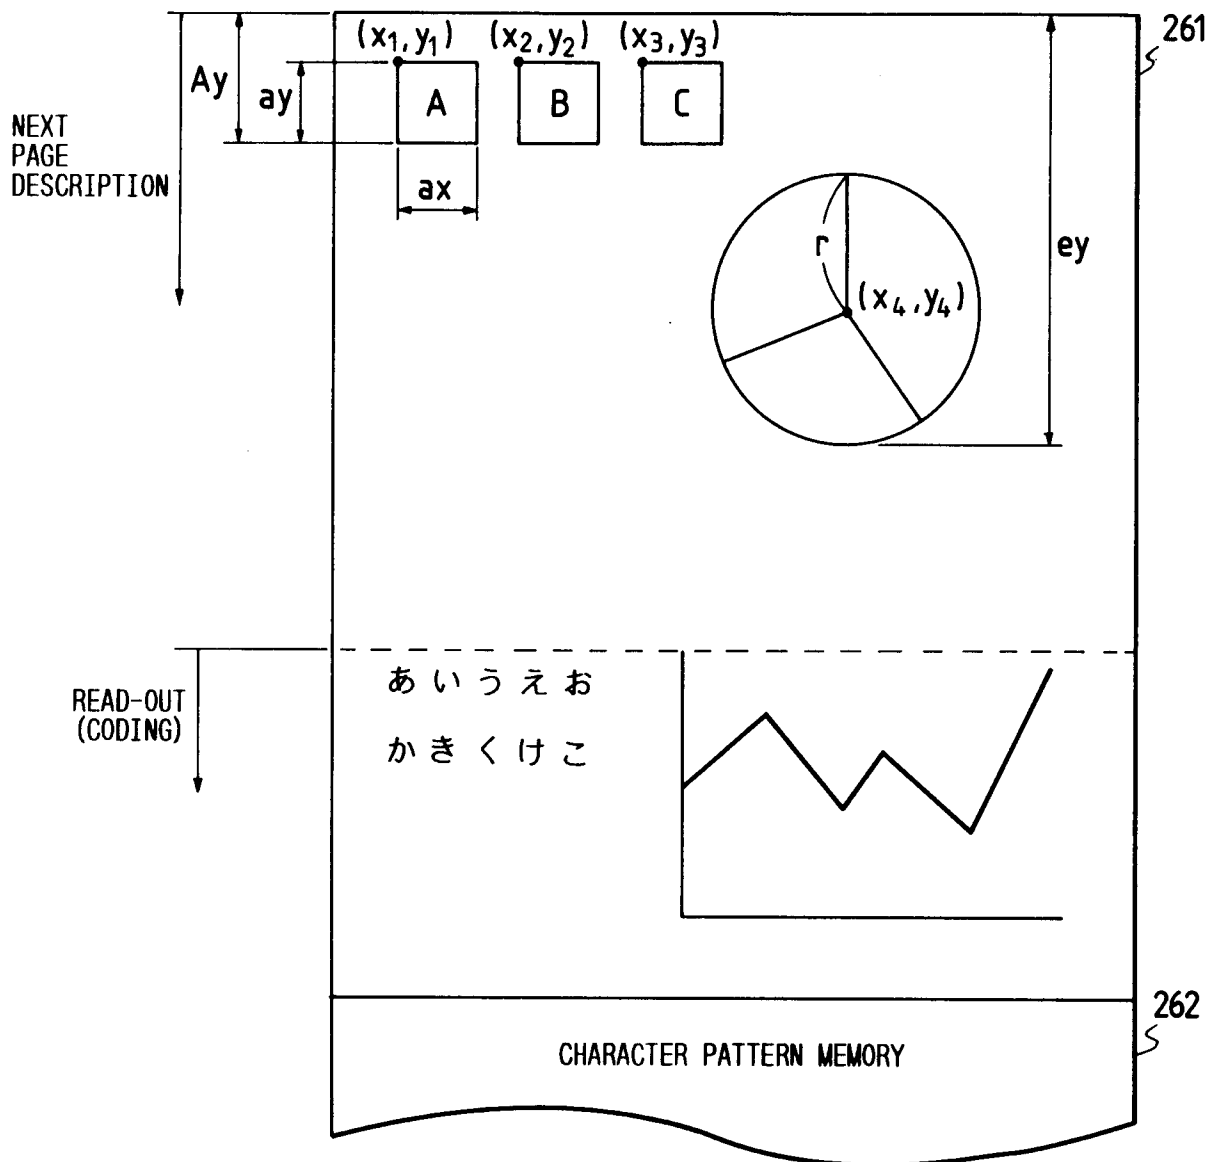 261
(x₁,y₁) (x₂,y₂) (x₃,y₃)
Ay
ay
A B C
NEXT
PAGE
DESCRIPTION
ax
r
ey
(x₄,y₄)
READ-OUT
(CODING)
あいうえお
かきくけこ
262
CHARACTER PATTERN MEMORY